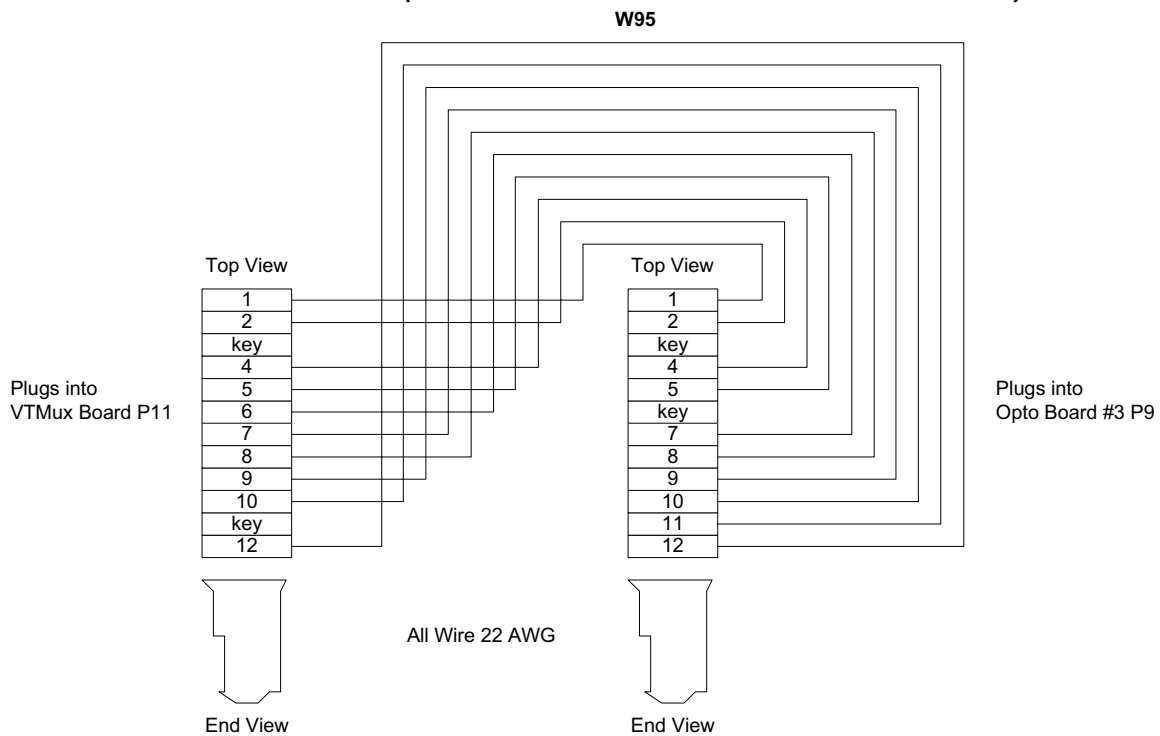 W95
Top View
Top View
1
2
key
4
5
6
7
8
9
10
key
12
1
2
key
4
5
key
7
8
9
10
11
12
Plugs into
VTMux Board P11
Plugs into
Opto Board #3 P9
All Wire 22 AWG
End View
End View